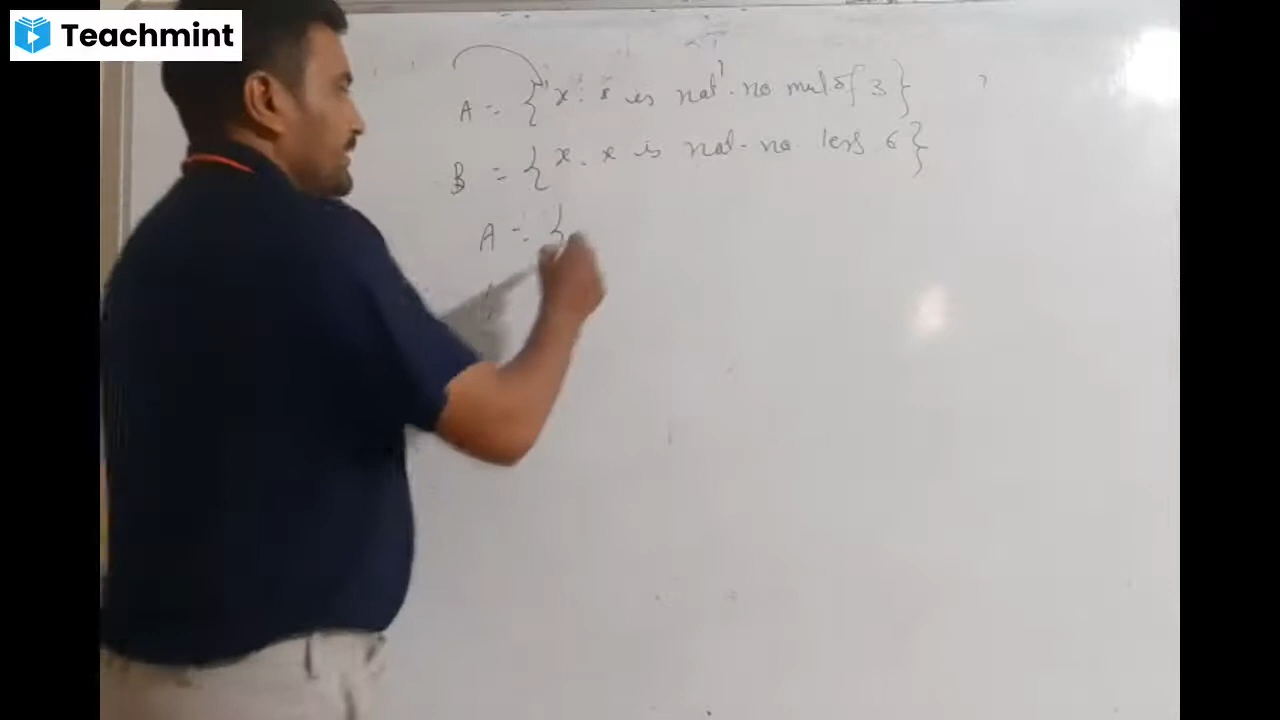 Teachmint
A = { x : x is nat. no mul of 3 }
B = { x . x is nat. no. less 6 }
A = {